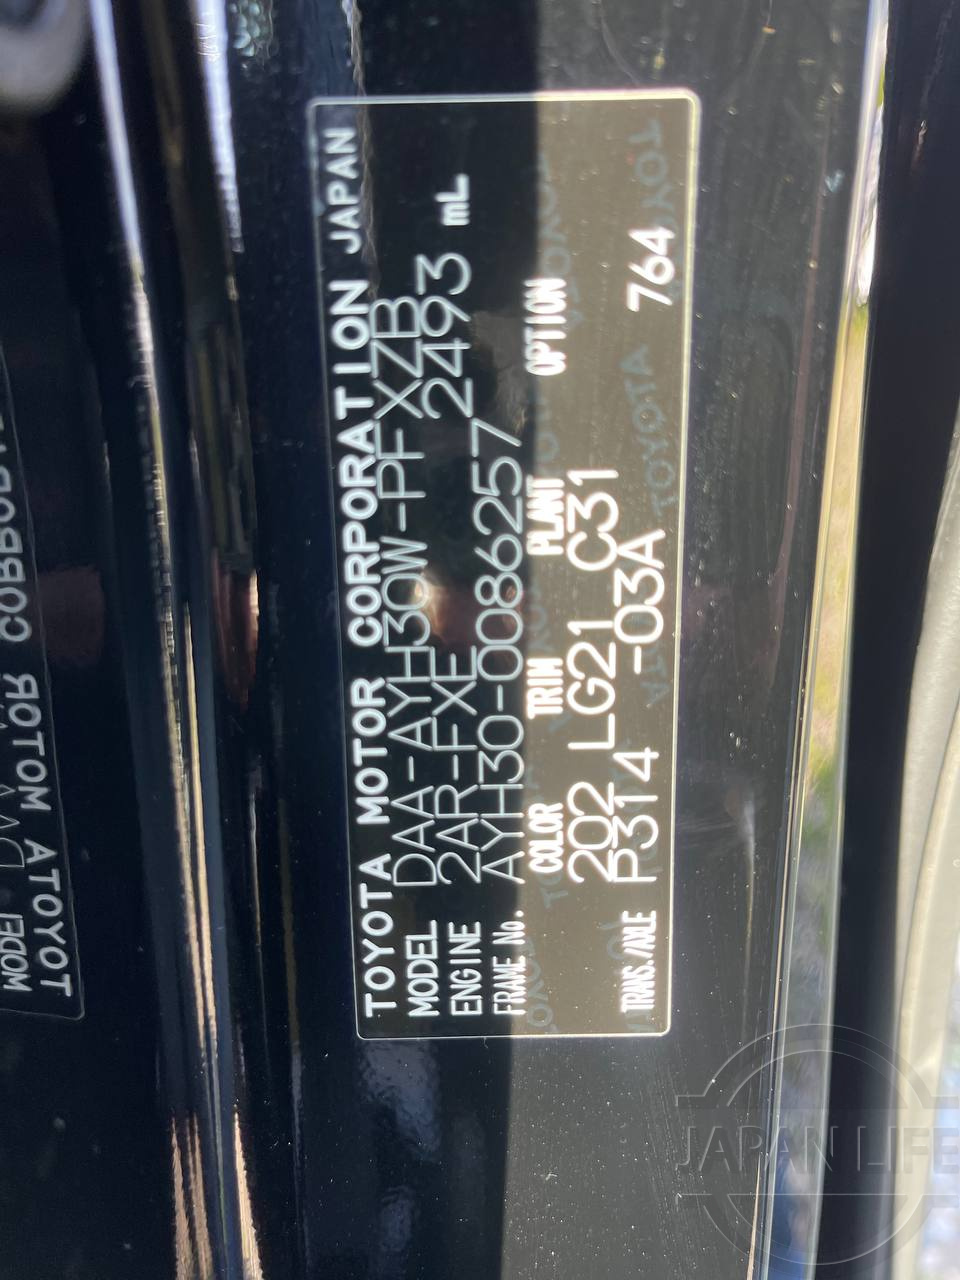 TOYOTA MOTOR CORPORATION JAPAN
MODEL DAA-AYH30W-PFXZB
ENGINE 2AR-FXE 2493 mL
FRAME No. AYH30-0086257
COLOR TRIM PLANT OPTION
202 LG21 C31
TRANS./AXLE P314 -03A 764
JAPAN LIFE